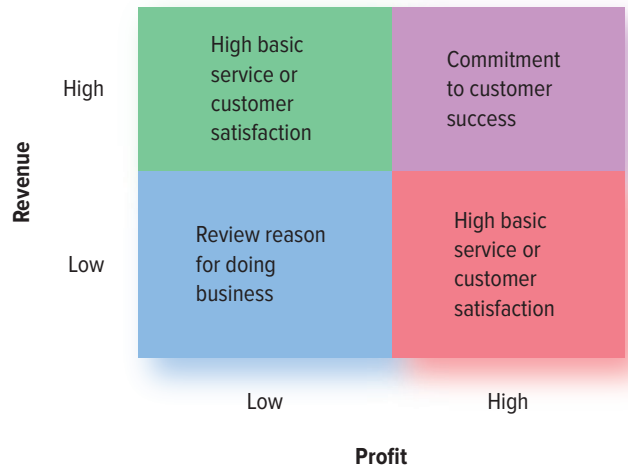 High basic
service or
customer
satisfaction
Commitment
to customer
success
High
Revenue
Low
Review reason
for doing
business
High basic
service or
customer
satisfaction
Low
High
Profit